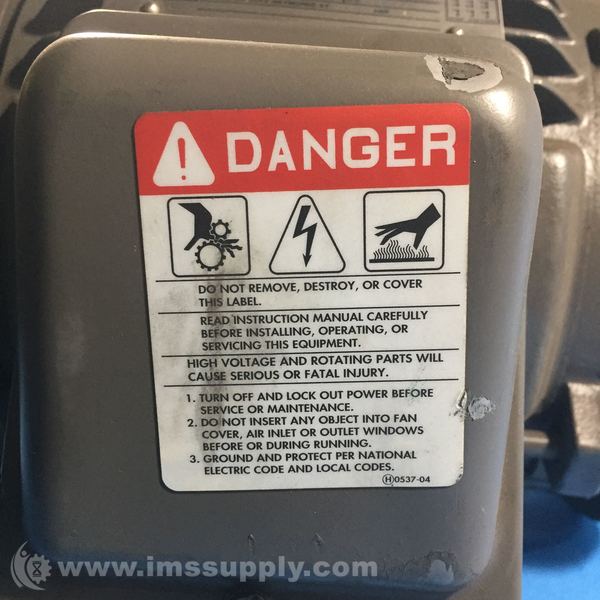 DANGER
DO NOT REMOVE, DESTROY, OR COVER
THIS LABEL.
READ INSTRUCTION MANUAL CAREFULLY
BEFORE INSTALLING, OPERATING, OR
SERVICING THIS EQUIPMENT.
HIGH VOLTAGE AND ROTATING PARTS WILL
CAUSE SERIOUS OR FATAL INJURY.
1. TURN OFF AND LOCK OUT POWER BEFORE
SERVICE OR MAINTENANCE.
2. DO NOT INSERT ANY OBJECT INTO FAN
COVER, AIR INLET OR OUTLET WINDOWS
BEFORE OR DURING RUNNING.
3. GROUND AND PROTECT PER NATIONAL
ELECTRIC CODE AND LOCAL CODES.
Ⓗ0537-04
www.imssupply.com